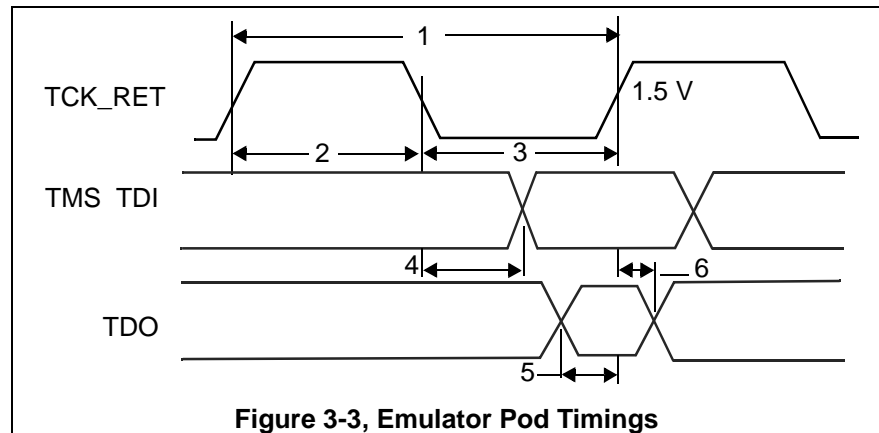 1
TCK_RET
1.5 V
2
3
TMS TDI
4
6
TDO
5
Figure 3-3, Emulator Pod Timings